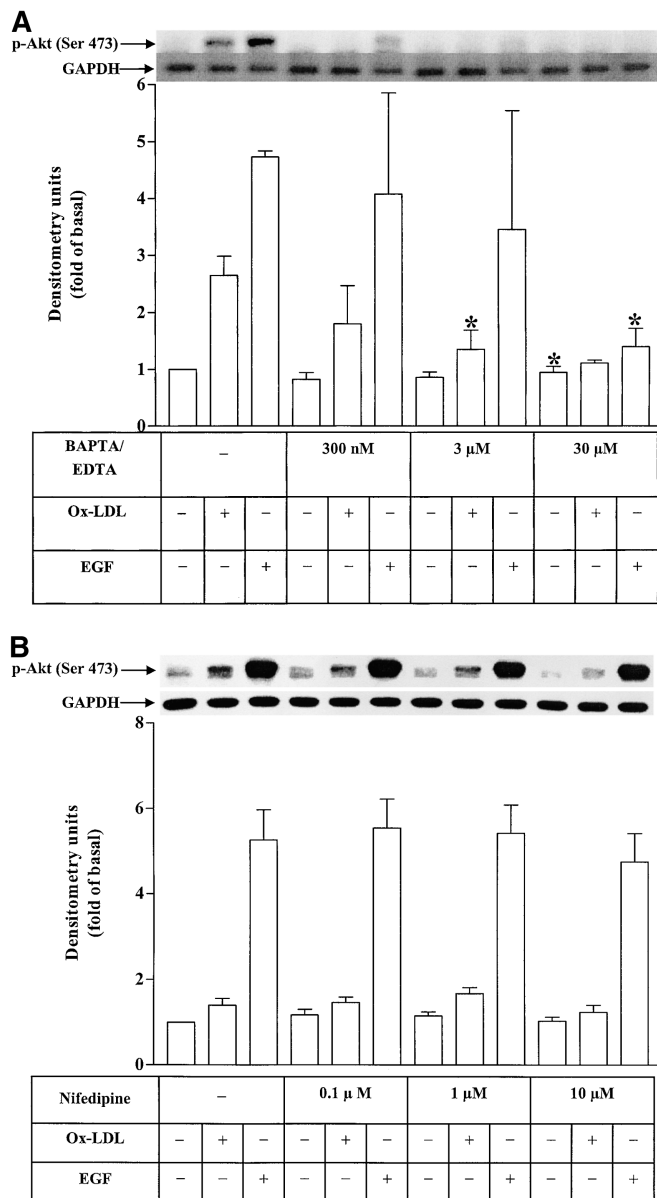 A
p-Akt (Ser 473)
GAPDH
6
5
4
3
2
1
0
Densitometry units
(fold of basal)
* * *
BAPTA/
EDTA
– 300 nM 3 µM 30 µM
Ox-LDL – + – – + – – + – – + –
EGF – – + – – + – – + – – +
B
p-Akt (Ser 473)
GAPDH
8
6
4
2
0
Densitometry units
(fold of basal)
Nifedipine – 0.1 µ M 1 µM 10 µM
Ox-LDL – + – – + – – + – – + –
EGF – – + – – + – – + – – +